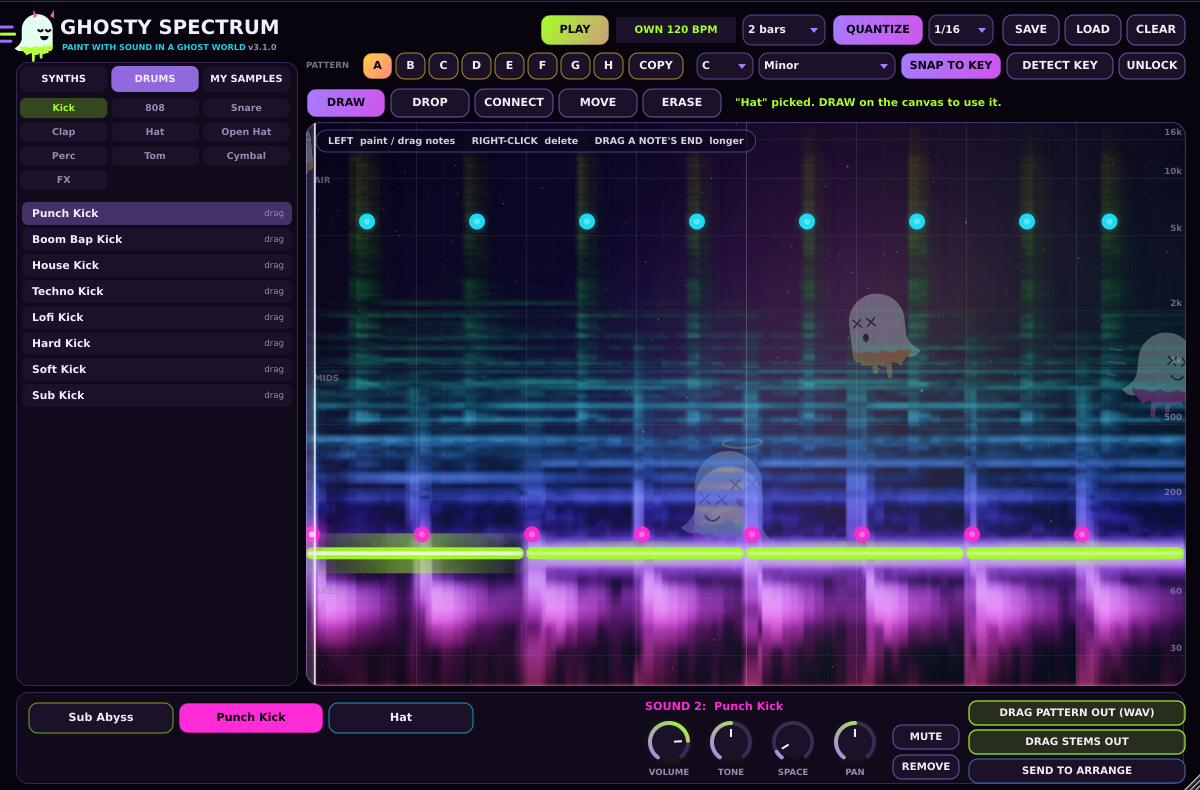 GHOSTY SPECTRUM
PAINT WITH SOUND IN A GHOST WORLD v3.1.0
PLAY
OWN 120 BPM
2 bars
QUANTIZE
1/16
SAVE
LOAD
CLEAR
PATTERN
A
B
C
D
E
F
G
H
COPY
C
Minor
SNAP TO KEY
DETECT KEY
UNLOCK
DRAW
DROP
CONNECT
MOVE
ERASE
"Hat" picked. DRAW on the canvas to use it.
SYNTHS
DRUMS
MY SAMPLES
Kick
808
Snare
Clap
Hat
Open Hat
Perc
Tom
Cymbal
FX
Punch Kick drag
Boom Bap Kick drag
House Kick drag
Techno Kick drag
Lofi Kick drag
Hard Kick drag
Soft Kick drag
Sub Kick drag
LEFT paint / drag notes RIGHT-CLICK delete DRAG A NOTE'S END longer
AIR
MIDS
16k
10k
5k
2k
500
200
60
30
Sub Abyss
Punch Kick
Hat
SOUND 2: Punch Kick
VOLUME
TONE
SPACE
PAN
MUTE
REMOVE
DRAG PATTERN OUT (WAV)
DRAG STEMS OUT
SEND TO ARRANGE